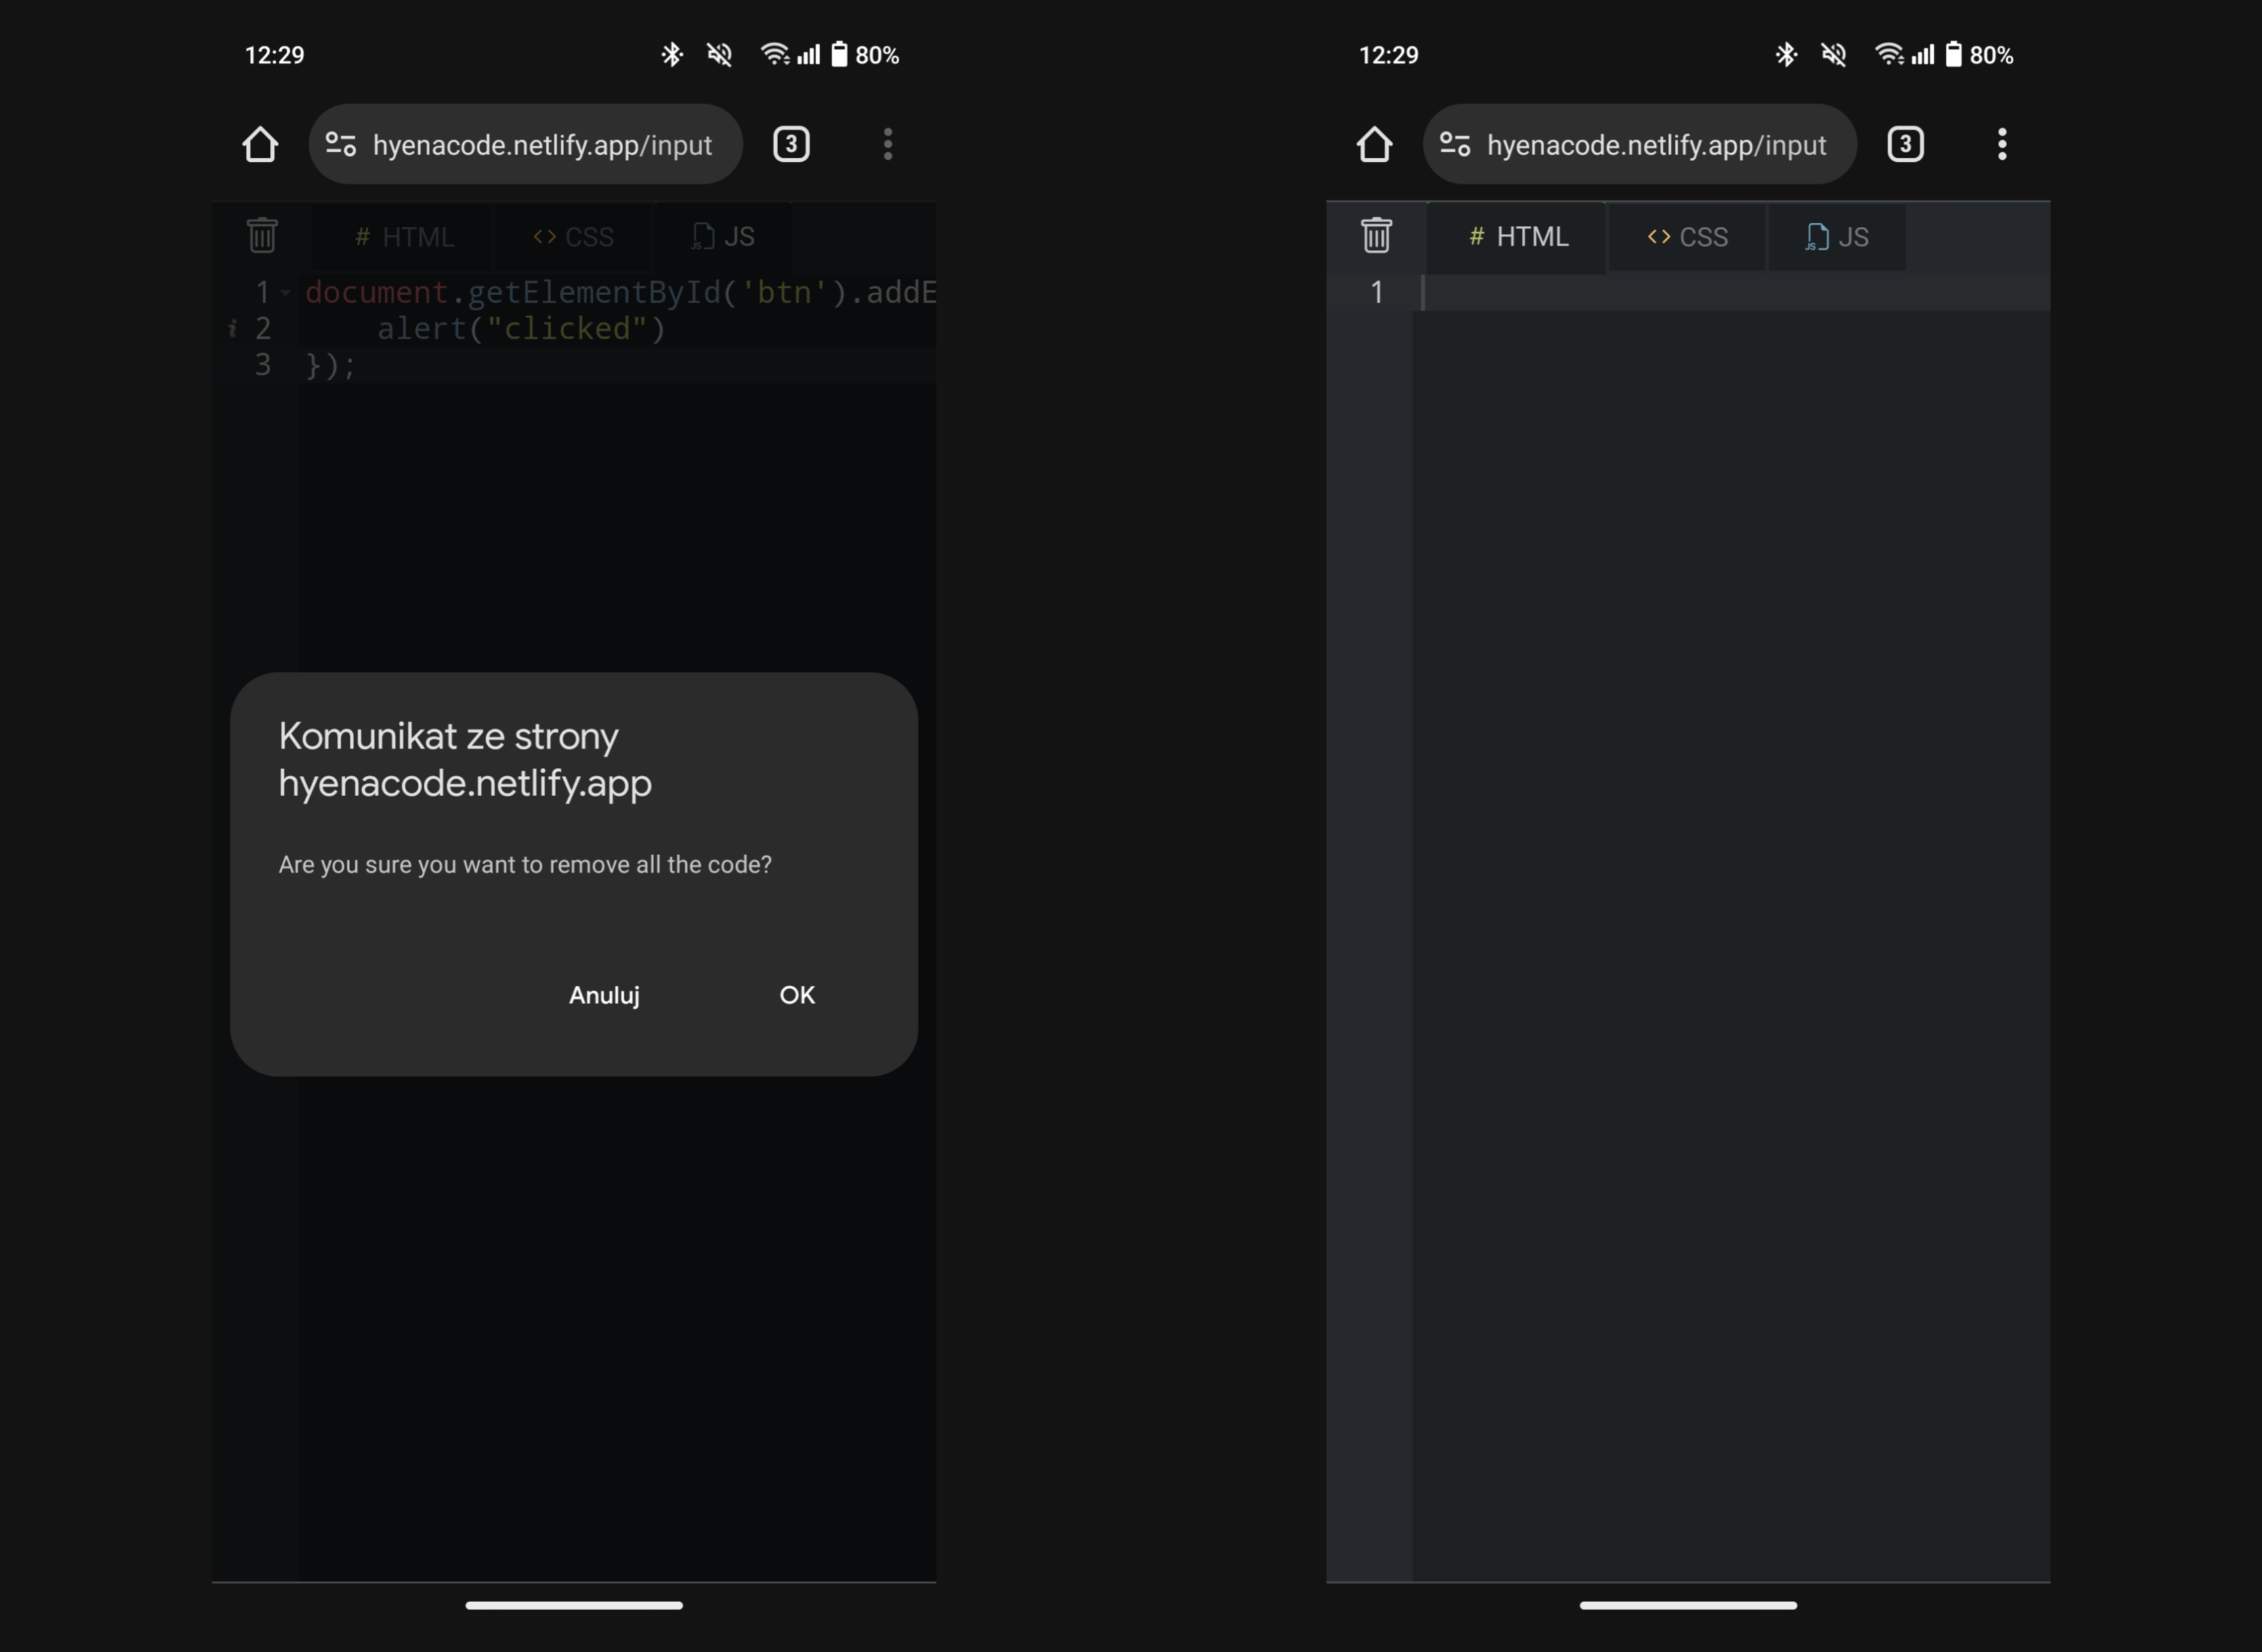 12:29 80%
hyenacode.netlify.app/input 3
# HTML <> CSS JS JS
1 document.getElementById('btn').addE
i 2 alert("clicked")
3 });
Komunikat ze strony
hyenacode.netlify.app
Are you sure you want to remove all the code?
Anuluj OK
12:29 80%
hyenacode.netlify.app/input 3
# HTML <> CSS JS JS
1